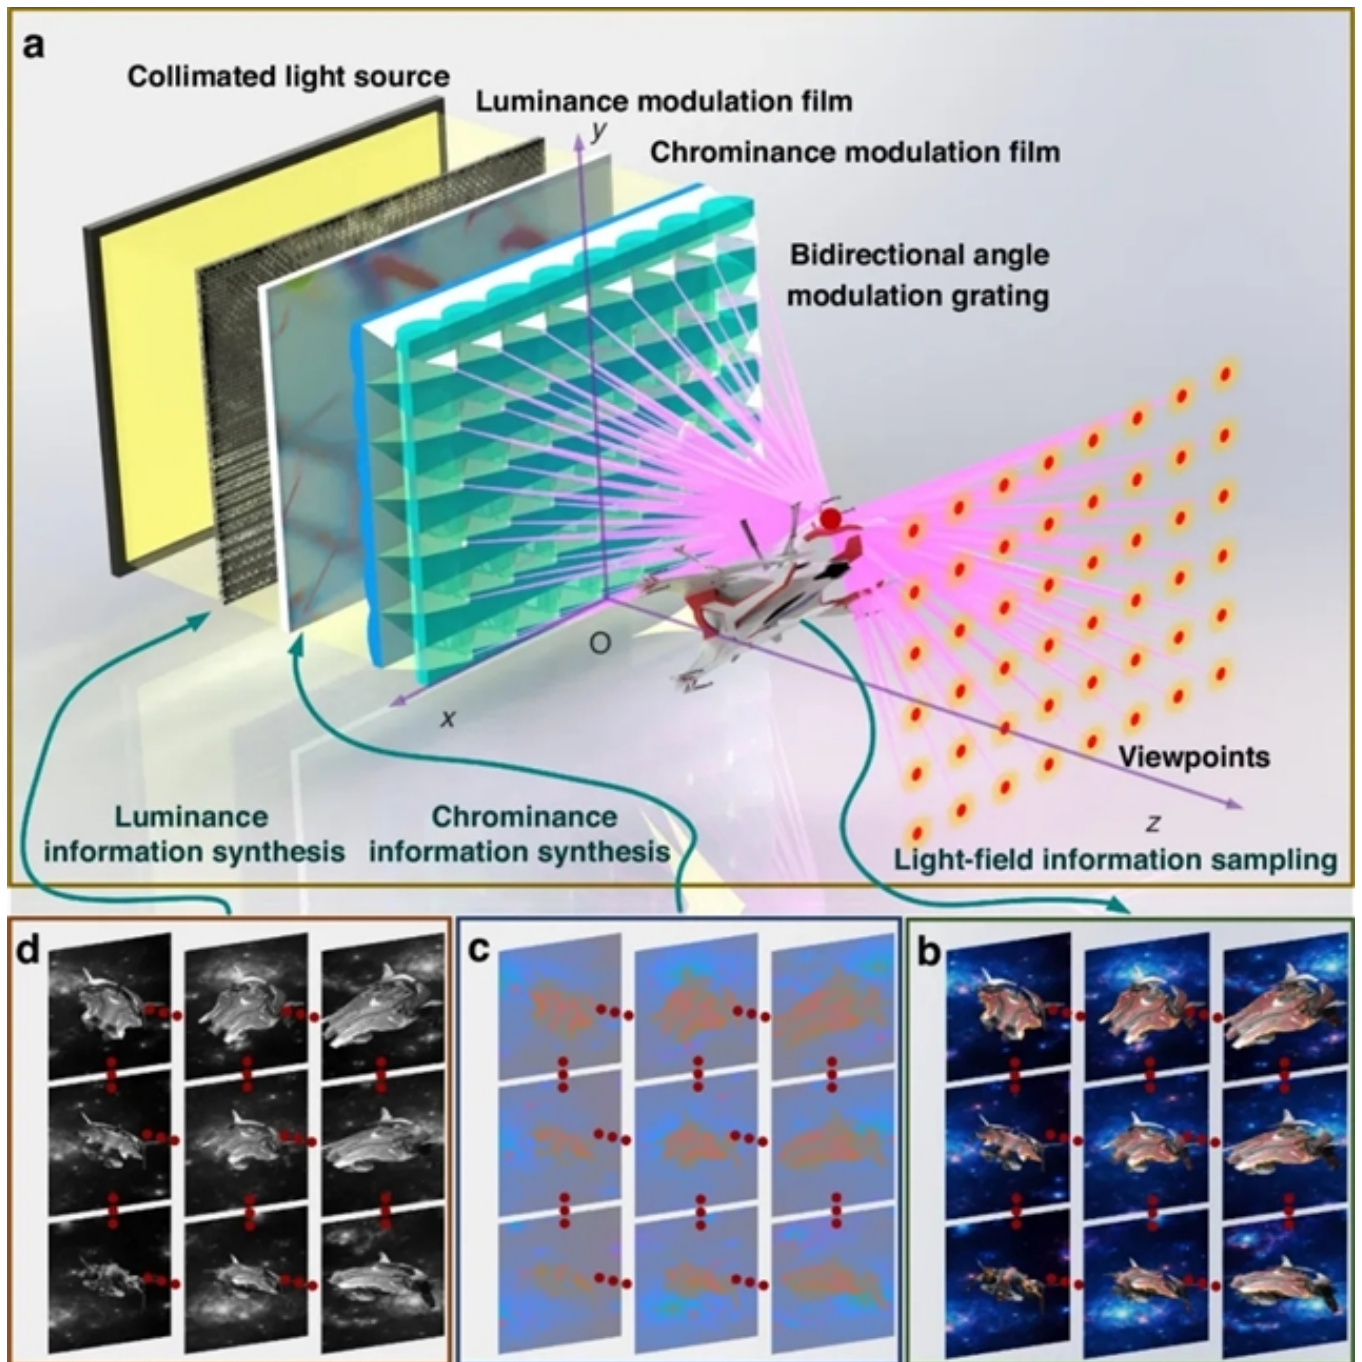 a
Collimated light source
Luminance modulation film
y
Chrominance modulation film
Bidirectional angle
modulation grating
O
x
Viewpoints
z
Luminance
information synthesis
Chrominance
information synthesis
Light-field information sampling
d
c
b